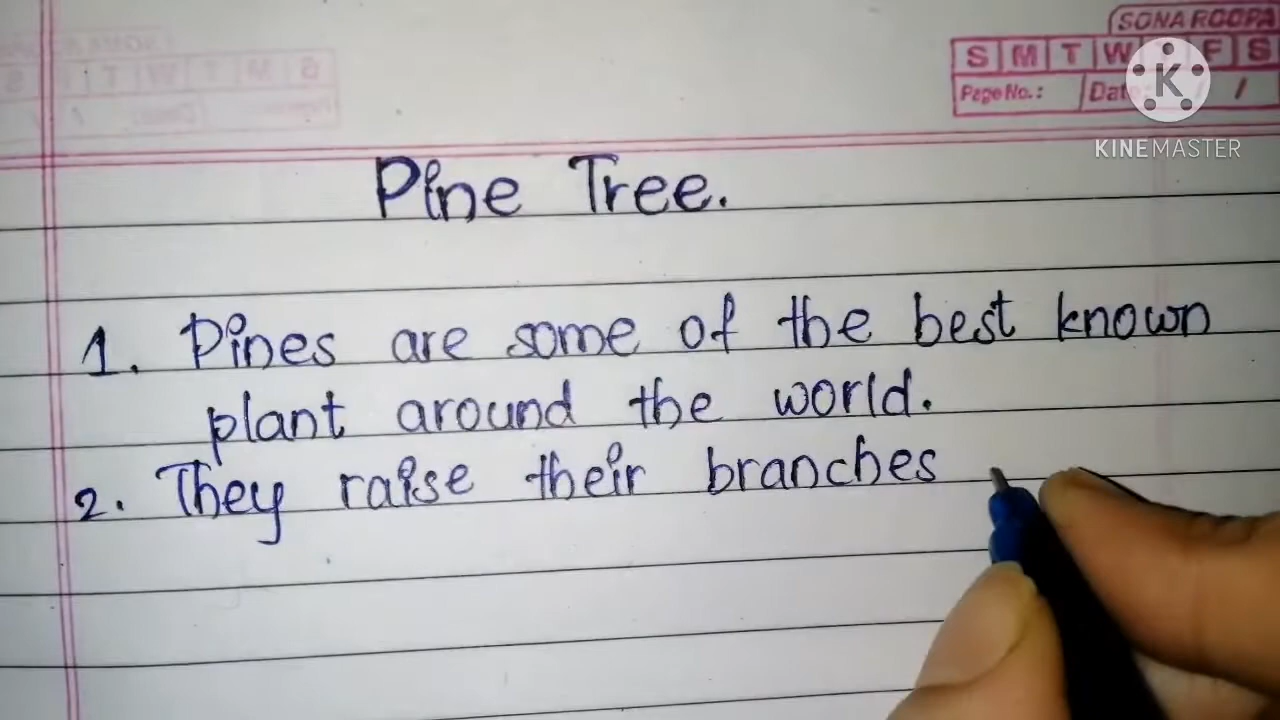 SONA ROOPA
S M T W F S
Page No.: Date: / /
KINEMASTER
Pine Tree.
1. Pines are some of the best known
plant around the world.
2. They raise their branches